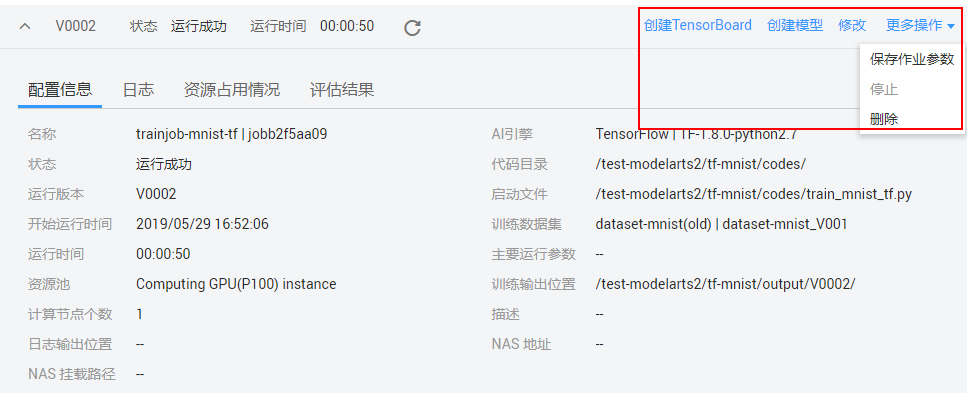 V0002 状态 运行成功 运行时间 00:00:50 创建TensorBoard 创建模型 修改 更多操作
保存作业参数
停止
删除
配置信息 日志 资源占用情况 评估结果
名称 trainjob-mnist-tf | jobb2f5aa09 AI引擎 TensorFlow | TF-1.8.0-python2.7
状态 运行成功 代码目录 /test-modelarts2/tf-mnist/codes/
运行版本 V0002 启动文件 /test-modelarts2/tf-mnist/codes/train_mnist_tf.py
开始运行时间 2019/05/29 16:52:06 训练数据集 dataset-mnist(old) | dataset-mnist_V001
运行时间 00:00:50 主要运行参数 --
资源池 Computing GPU(P100) instance 训练输出位置 /test-modelarts2/tf-mnist/output/V0002/
计算节点个数 1 描述 --
日志输出位置 -- NAS 地址 --
NAS 挂载路径 --